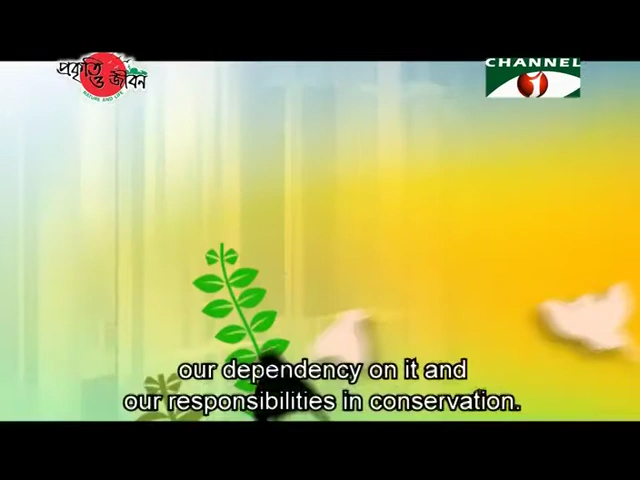 প্রকৃতি ও জীবন
NATURE AND LIFE
CHANNEL
i
our dependency on it and
our responsibilities in conservation.